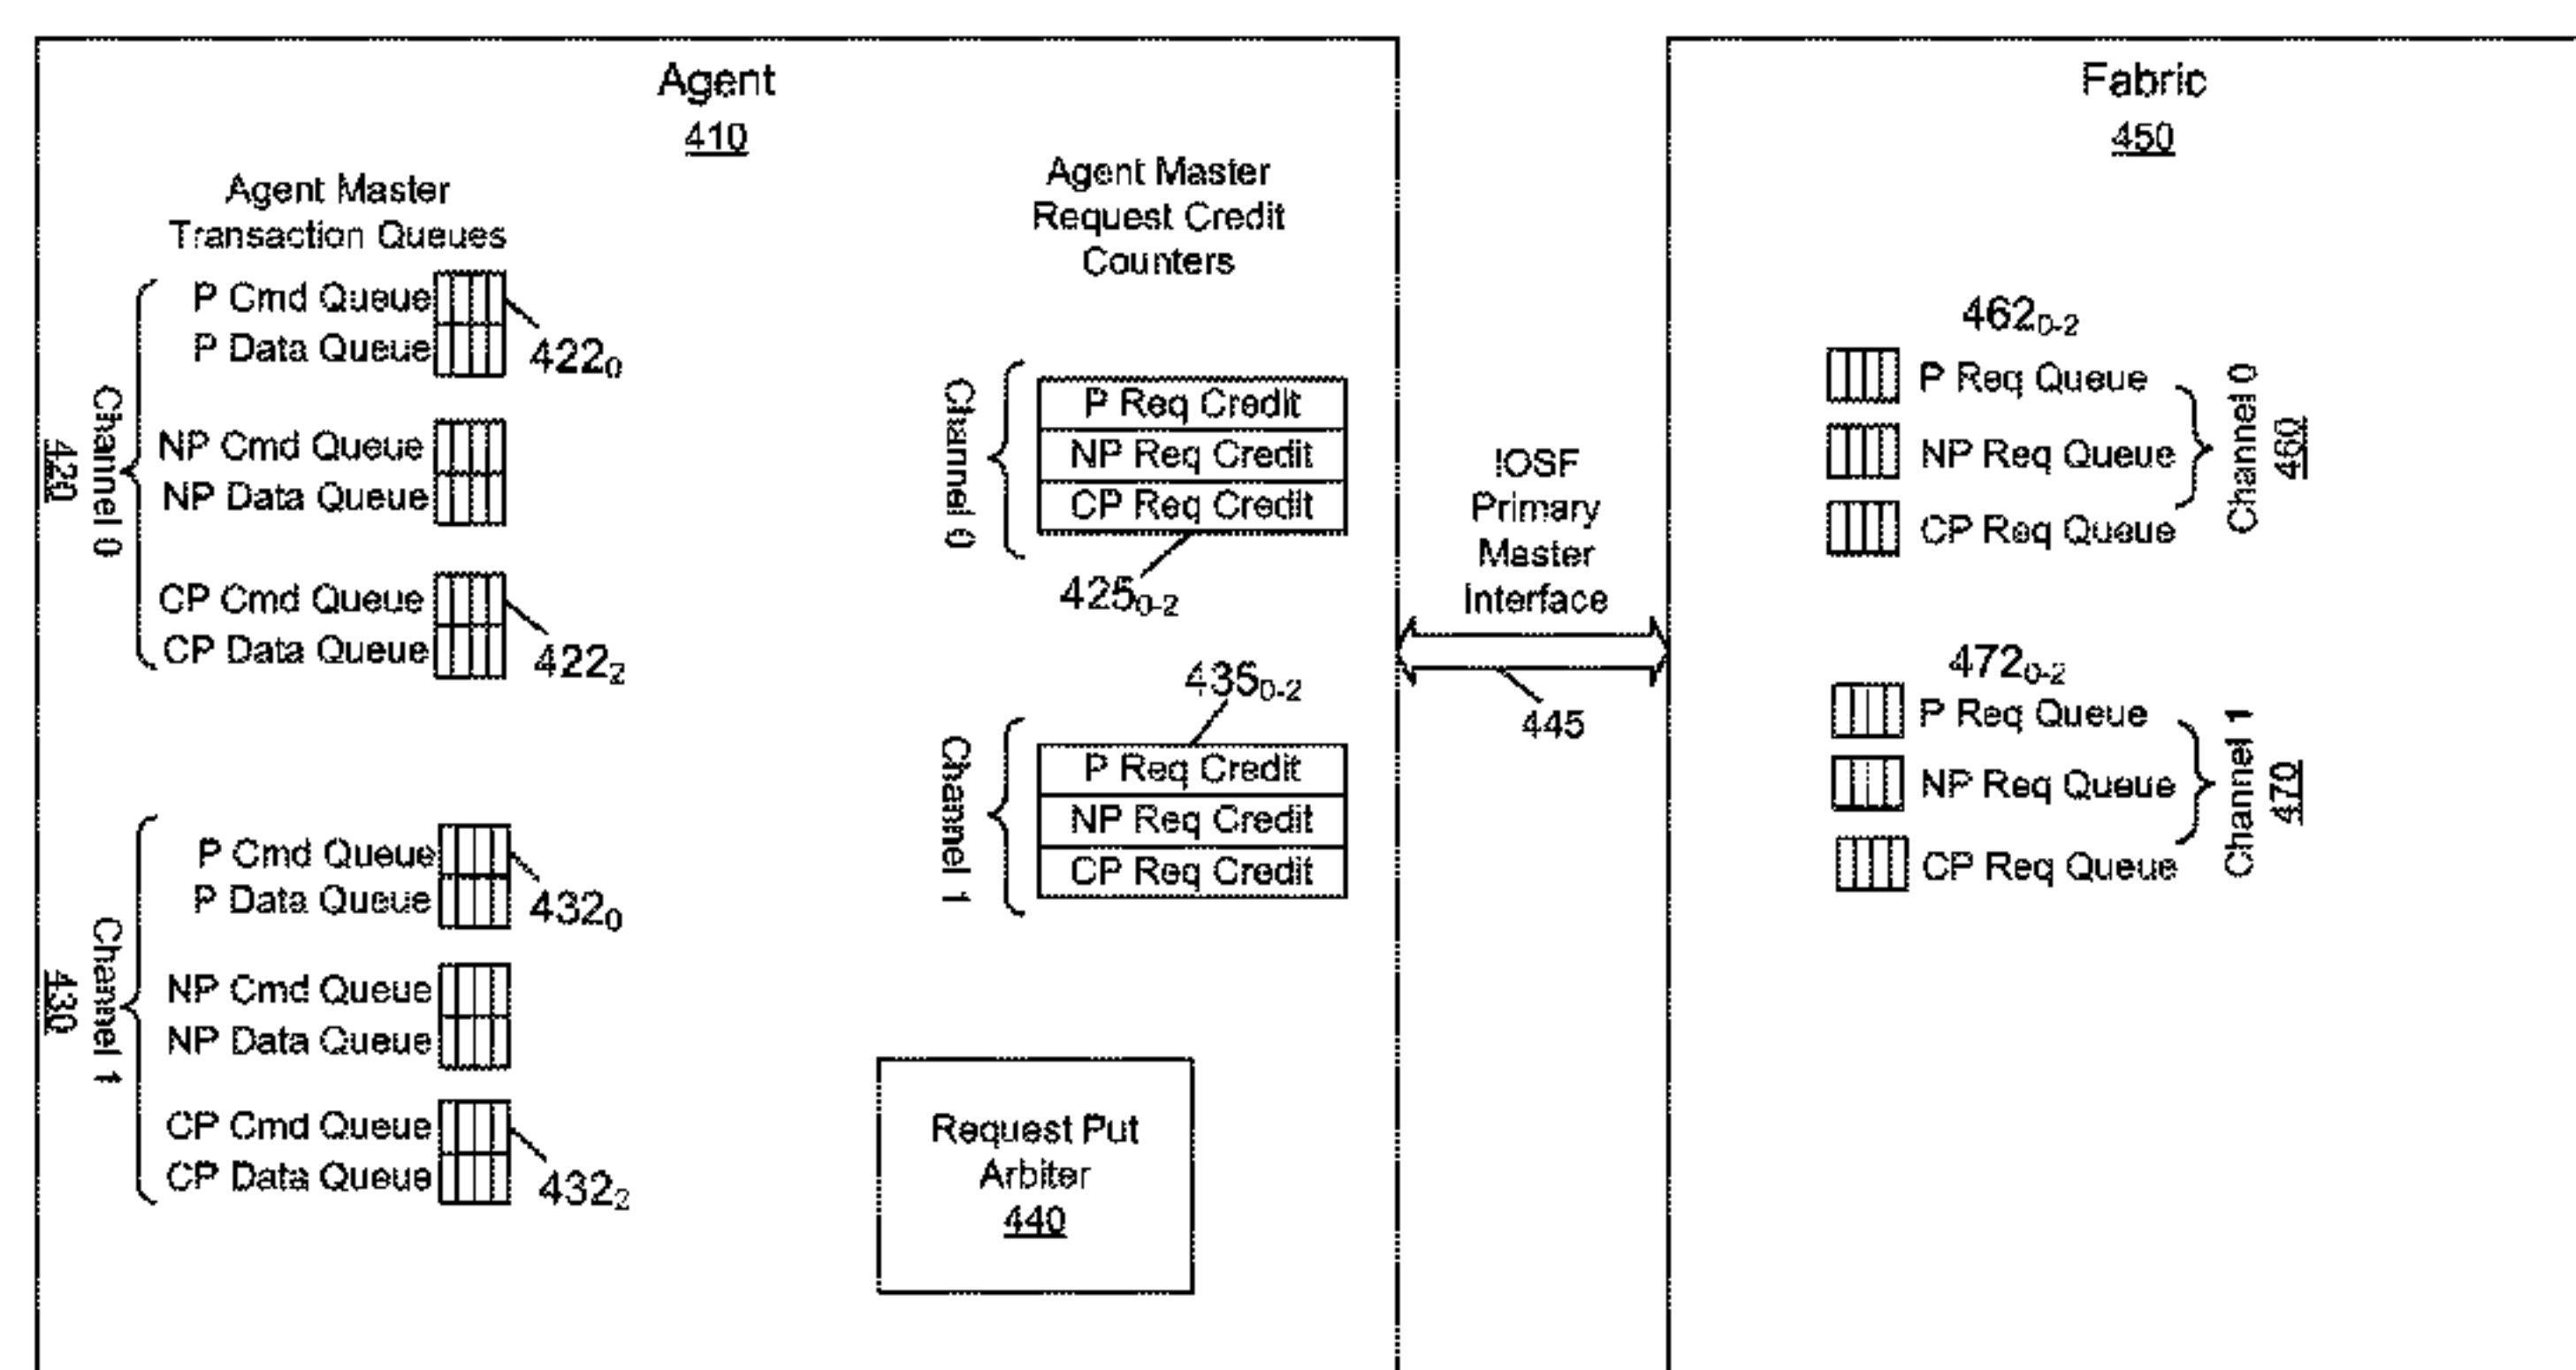 Agent
410
Agent Master
Transaction Queues
Channel 0
420
P Cmd Queue
P Data Queue
422₀
NP Cmd Queue
NP Data Queue
CP Cmd Queue
CP Data Queue
422₂
Channel 1
430
P Cmd Queue
P Data Queue
432₀
NP Cmd Queue
NP Data Queue
CP Cmd Queue
CP Data Queue
432₂
Agent Master
Request Credit
Counters
Channel 0
P Req Credit
NP Req Credit
CP Req Credit
425₀₋₂
435₀₋₂
Channel 1
P Req Credit
NP Req Credit
CP Req Credit
Request Put
Arbiter
440
IOSF
Primary
Master
Interface
445
Fabric
450
462₀₋₂
P Req Queue
NP Req Queue
CP Req Queue
Channel 0
460
472₀₋₂
P Req Queue
NP Req Queue
CP Req Queue
Channel 1
470